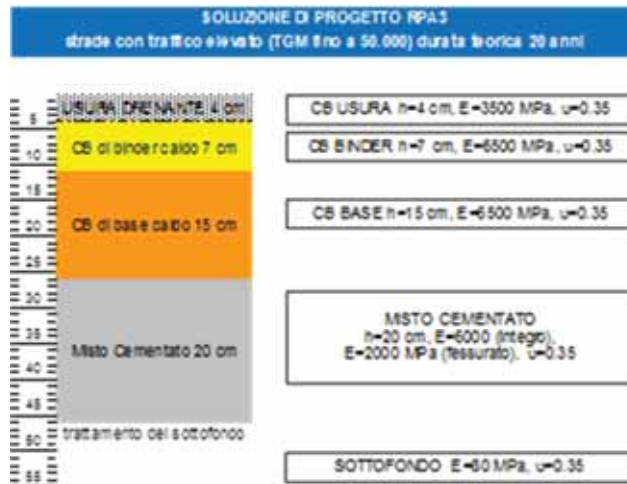 SOLUZIONE DI PROGETTO RPA3
strade con traffico elevato (TGM fino a 50.000) durata teorica 20 anni
5
10
15
20
25
30
35
40
45
50
55
USURA DRENANTE 4 cm
CB di binder caldo 7 cm
CB di base caldo 15 cm
Misto Cementato 20 cm
trattamento del sottofondo
CB USURA h=4 cm, E=3500 MPa, υ=0.35
CB BINDER h=7 cm, E=6500 MPa, υ=0.35
CB BASE h=15 cm, E=6500 MPa, υ=0.35
MISTO CEMENTATO
h=20 cm, E=6000 (integro),
E=2000 MPa (fessurato), υ=0.35
SOTTOFONDO E=80 MPa, υ=0.35